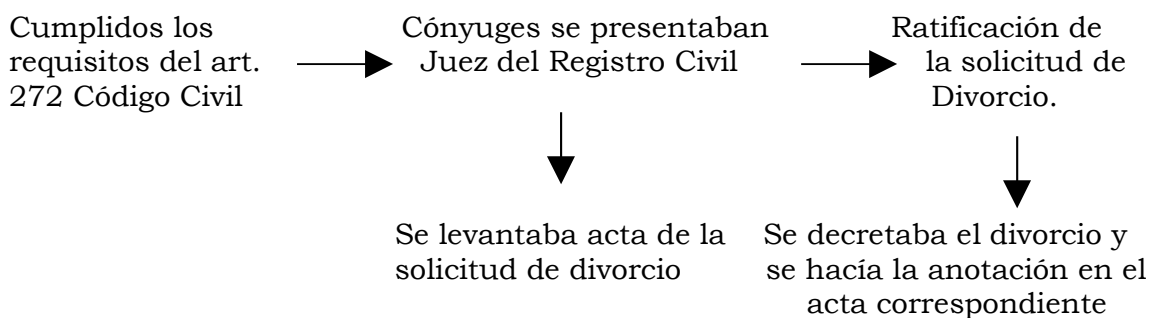 Cumplidos los
requisitos del art.
272 Código Civil
Cónyuges se presentaban
Juez del Registro Civil
Ratificación de
la solicitud de
Divorcio.
Se levantaba acta de la
solicitud de divorcio
Se decretaba el divorcio y
se hacía la anotación en el
acta correspondiente